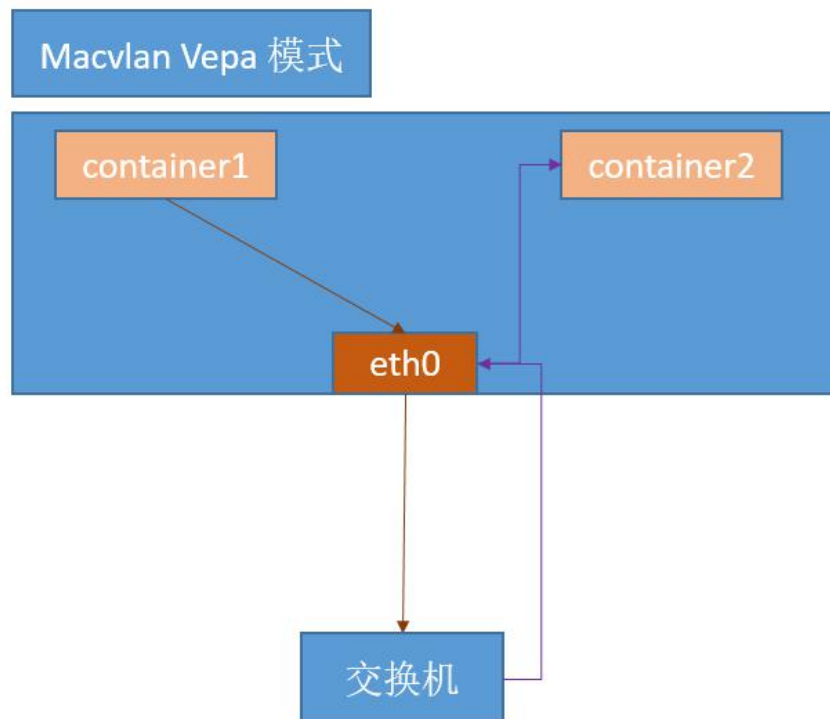 Macvlan Vepa 模式
container1
container2
eth0
交换机